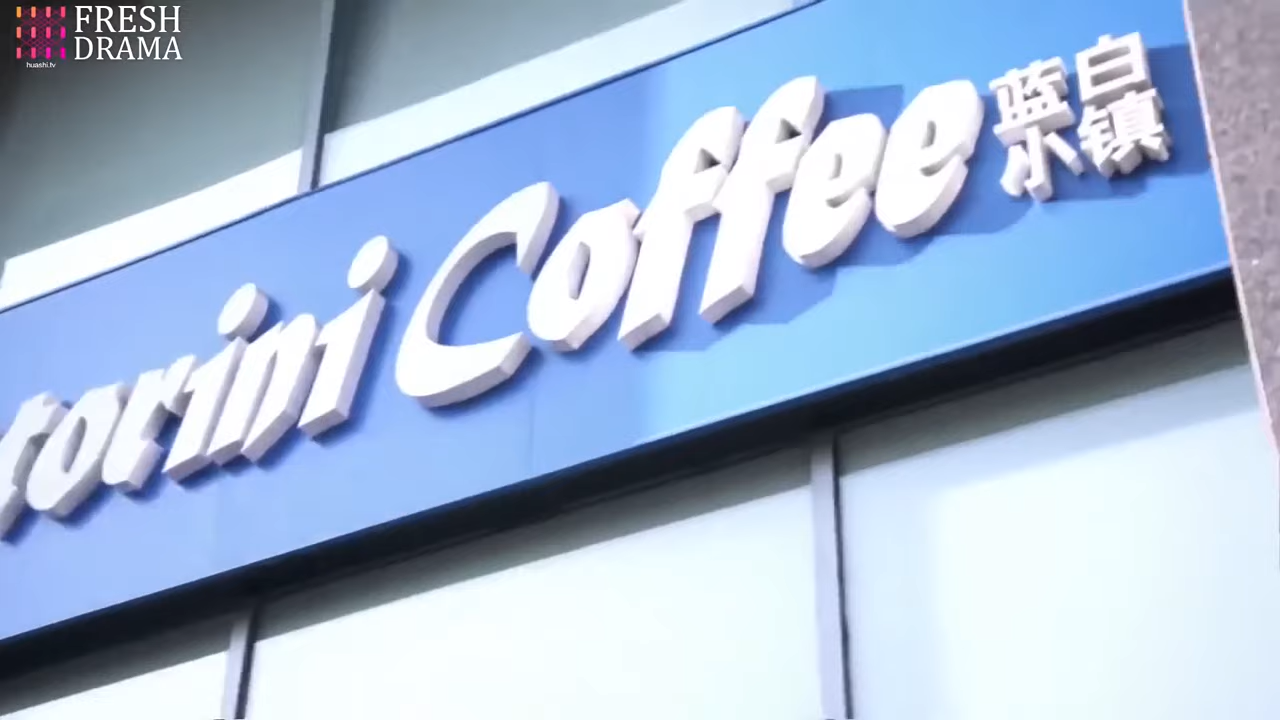 FRESH
DRAMA
huashi.tv
torini Coffee
蓝白
小镇